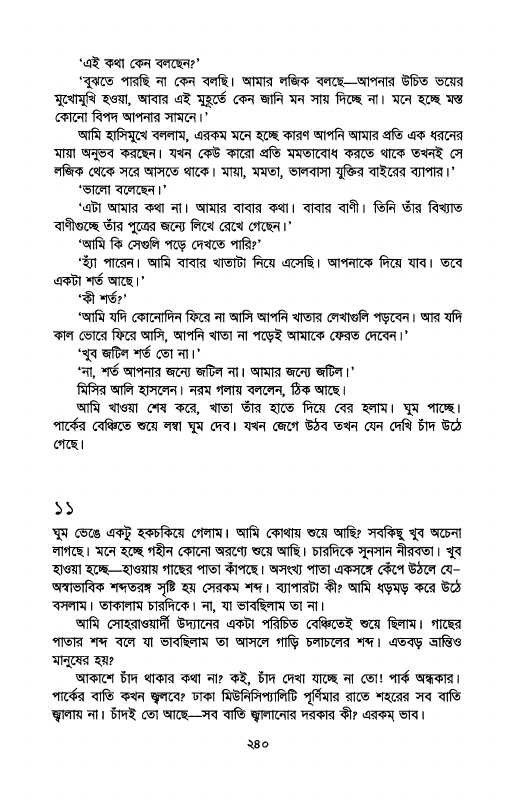 ‘এই কথা কেন বলছেন?’
‘বুঝতে পারছি না কেন বলছি। আমার লজিক বলছে—আপনার উচিত ভয়ের
মুখোমুখি হওয়া, আবার এই মুহূর্তে কেন জানি মন সায় দিচ্ছে না। মনে হচ্ছে মস্ত
কোনো বিপদ আপনার সামনে।’
আমি হাসিমুখে বললাম, এরকম মনে হচ্ছে কারণ আপনি আমার প্রতি এক ধরনের
মায়া অনুভব করছেন। যখন কেউ কারো প্রতি মমতাবোধ করতে থাকে তখনই সে
লজিক থেকে সরে আসতে থাকে। মায়া, মমতা, ভালবাসা যুক্তির বাইরের ব্যাপার।’
‘ভালো বলেছেন।’
‘এটা আমার কথা না। আমার বাবার কথা। বাবার বাণী। তিনি তাঁর বিখ্যাত
বাণীগুচ্ছে তাঁর পুত্রের জন্যে লিখে রেখে গেছেন।’
‘আমি কি সেগুলি পড়ে দেখতে পারি?’
‘হ্যাঁ পারেন। আমি বাবার খাতাটা নিয়ে এসেছি। আপনাকে দিয়ে যাব। তবে
একটা শর্ত আছে।’
‘কী শর্ত?’
‘আমি যদি কোনোদিন ফিরে না আসি আপনি খাতার লেখাগুলি পড়বেন। আর যদি
কাল ভোরে ফিরে আসি, আপনি খাতা না পড়েই আমাকে ফেরত দেবেন।’
‘খুব জটিল শর্ত তো না।’
‘না, শর্ত আপনার জন্যে জটিল না। আমার জন্যে জটিল।’
মিসির আলি হাসলেন। নরম গলায় বললেন, ঠিক আছে।
আমি খাওয়া শেষ করে, খাতা তাঁর হাতে দিয়ে বের হলাম। ঘুম পাচ্ছে।
পার্কের বেঞ্চিতে শুয়ে লম্বা ঘুম দেব। যখন জেগে উঠব তখন যেন দেখি চাঁদ উঠে
গেছে।
১১
ঘুম ভেঙে একটু হকচকিয়ে গেলাম। আমি কোথায় শুয়ে আছি? সবকিছু খুব অচেনা
লাগছে। মনে হচ্ছে গহীন কোনো অরণ্যে শুয়ে আছি। চারদিকে সুনসান নীরবতা। খুব
হাওয়া হচ্ছে—হাওয়ায় গাছের পাতা কাঁপছে। অসংখ্য পাতা একসঙ্গে কেঁপে উঠলে যে-
অস্বাভাবিক শব্দতরঙ্গ সৃষ্টি হয় সেরকম শব্দ। ব্যাপারটা কী? আমি ধড়মড় করে উঠে
বসলাম। তাকালাম চারদিকে। না, যা ভাবছিলাম তা না।
আমি সোহরাওয়ার্দী উদ্যানের একটা পরিচিত বেঞ্চিতেই শুয়ে ছিলাম। গাছের
পাতার শব্দ বলে যা ভাবছিলাম তা আসলে গাড়ি চলাচলের শব্দ। এতবড় ভ্রান্তিও
মানুষের হয়?
আকাশে চাঁদ থাকার কথা না? কই, চাঁদ দেখা যাচ্ছে না তো! পার্ক অন্ধকার।
পার্কের বাতি কখন জ্বলবে? ঢাকা মিউনিসিপ্যালিটি পূর্ণিমার রাতে শহরের সব বাতি
জ্বালায় না। চাঁদই তো আছে—সব বাতি জ্বালানোর দরকার কী? এরকম্ ভাব।
২৪০